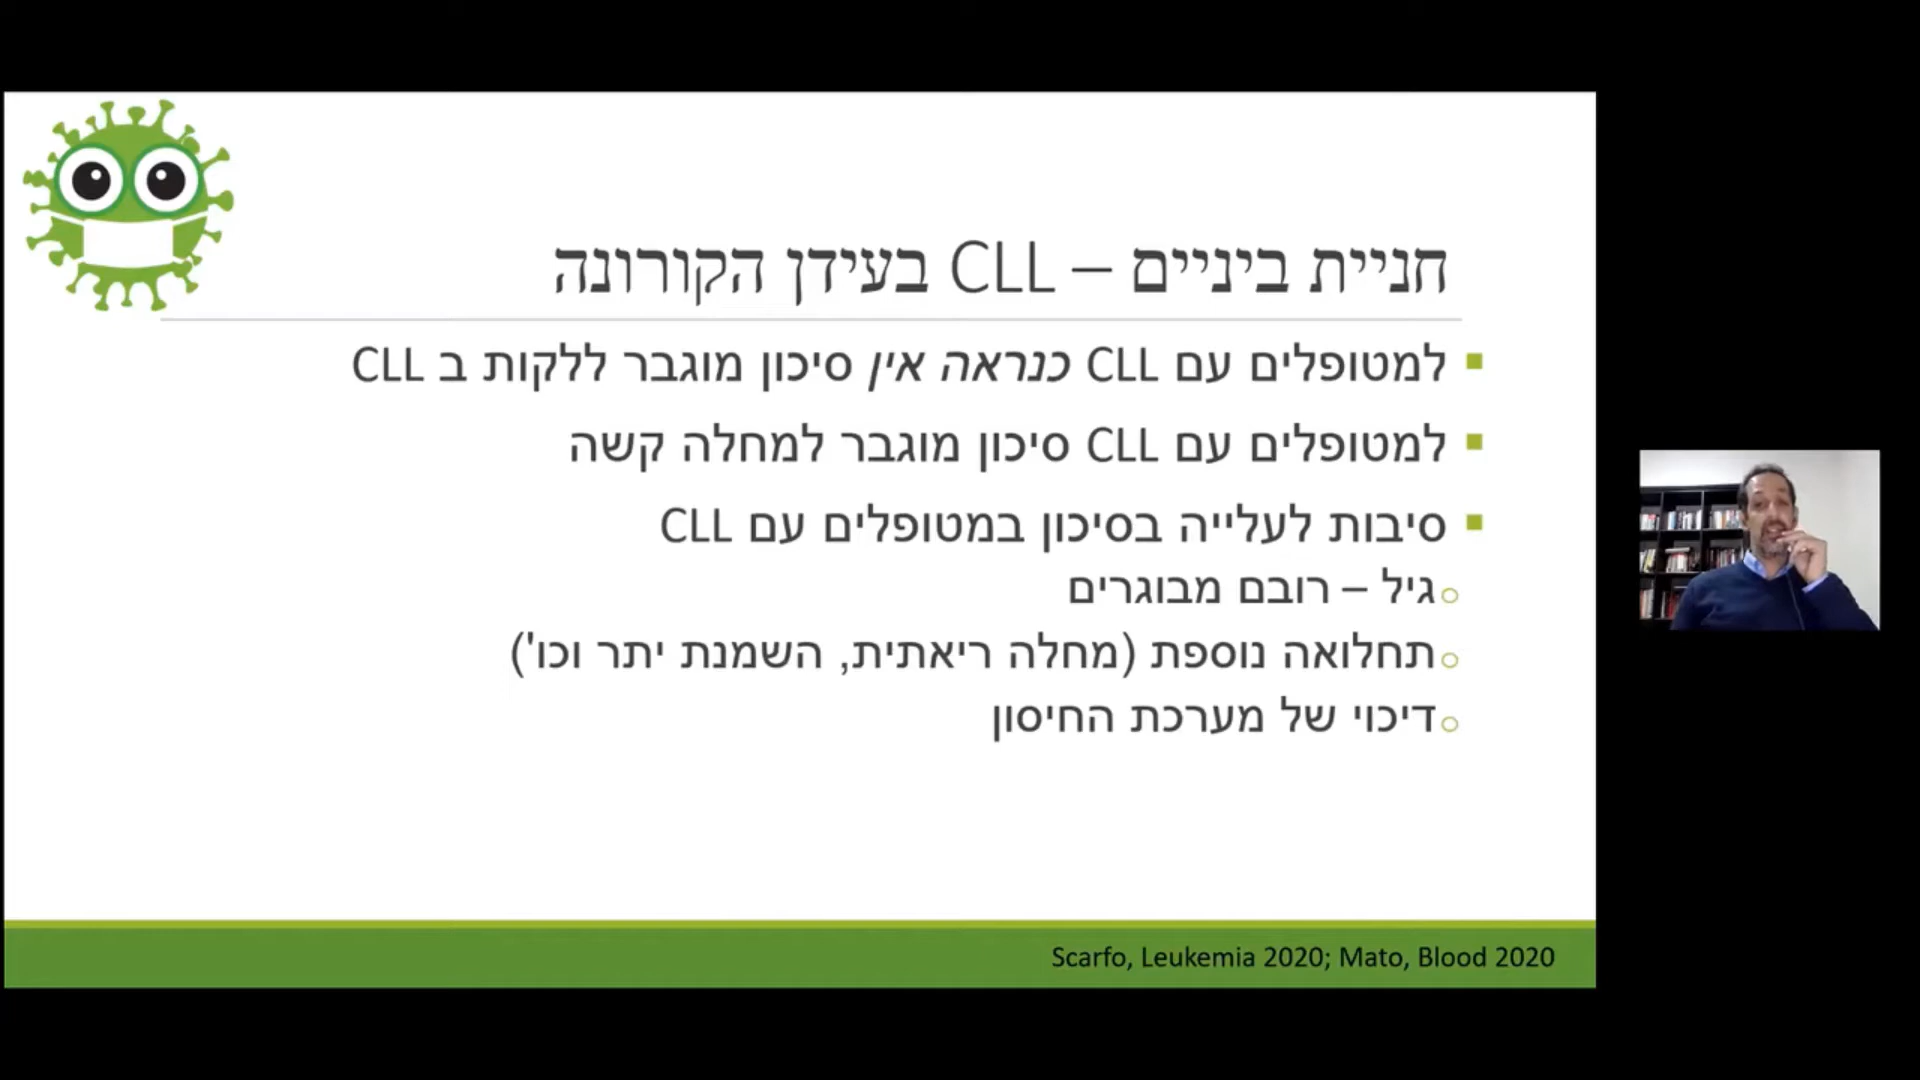 חניית ביניים – CLL בעידן הקורונה
למטופלים עם CLL כנראה אין סיכון מוגבר ללקות ב CLL
למטופלים עם CLL סיכון מוגבר למחלה קשה
סיבות לעלייה בסיכון במטופלים עם CLL
גיל – רובם מבוגרים
תחלואה נוספת (מחלה ריאתית, השמנת יתר וכו')
דיכוי של מערכת החיסון
Scarfo, Leukemia 2020; Mato, Blood 2020